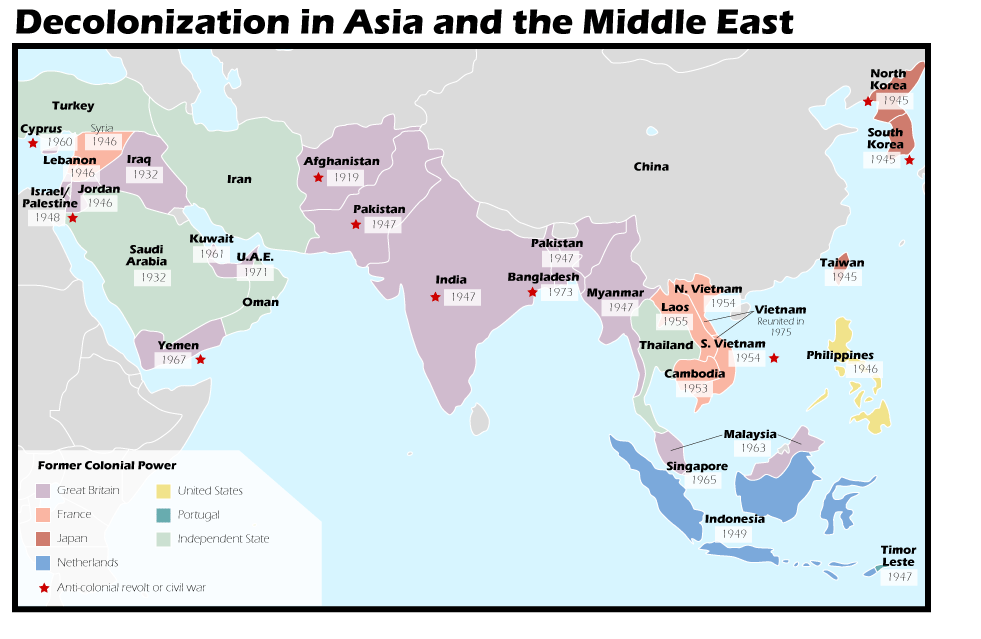 Decolonization in Asia and the Middle East
North
Korea
1945
Turkey
Cyprus
1960
Syria
1946
South
Korea
1945
Lebanon
1946
Iraq
1932
Afghanistan
1919
China
Israel/
Palestine
1948
Jordan
1946
Iran
Pakistan
1947
Kuwait
1961
Saudi
Arabia
1932
U.A.E.
1971
Pakistan
1947
Taiwan
1945
India
1947
Bangladesh
1973
Myanmar
1947
N. Vietnam
1954
Oman
Laos
1955
Vietnam
Reunited in
1975
Yemen
1967
Thailand
S. Vietnam
1954
Philippines
1946
Cambodia
1953
Malaysia
1963
Singapore
1965
Indonesia
1949
Timor
Leste
1947
Former Colonial Power
Great Britain
United States
France
Portugal
Japan
Independent State
Netherlands
Anti-colonial revolt or civil war